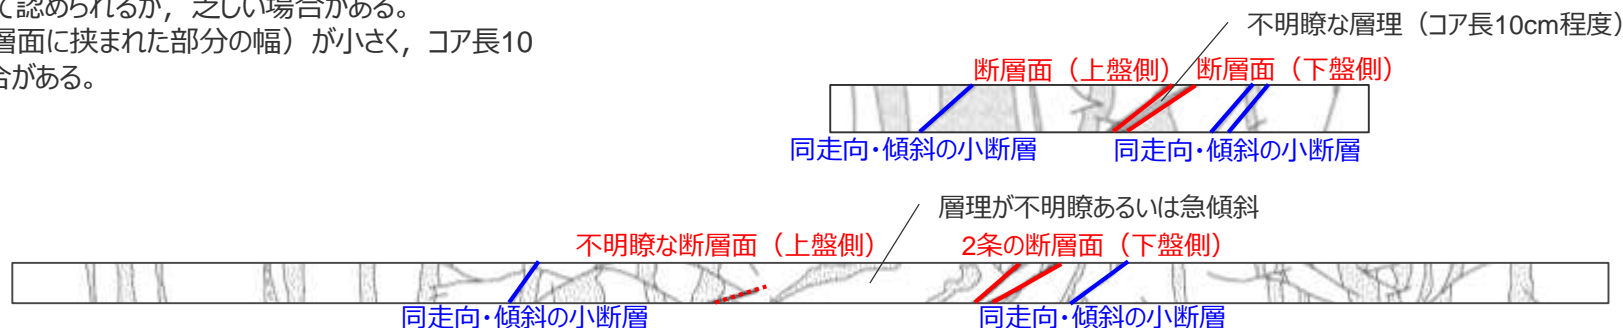 て認められるが，乏しい場合がある。
層面に挟まれた部分の幅）が小さく，コア長10
合がある。
不明瞭な層理（コア長10cm程度）
断層面（上盤側） 断層面（下盤側）
同走向・傾斜の小断層 同走向・傾斜の小断層
層理が不明瞭あるいは急傾斜
不明瞭な断層面（上盤側） 2条の断層面（下盤側）
同走向・傾斜の小断層 同走向・傾斜の小断層